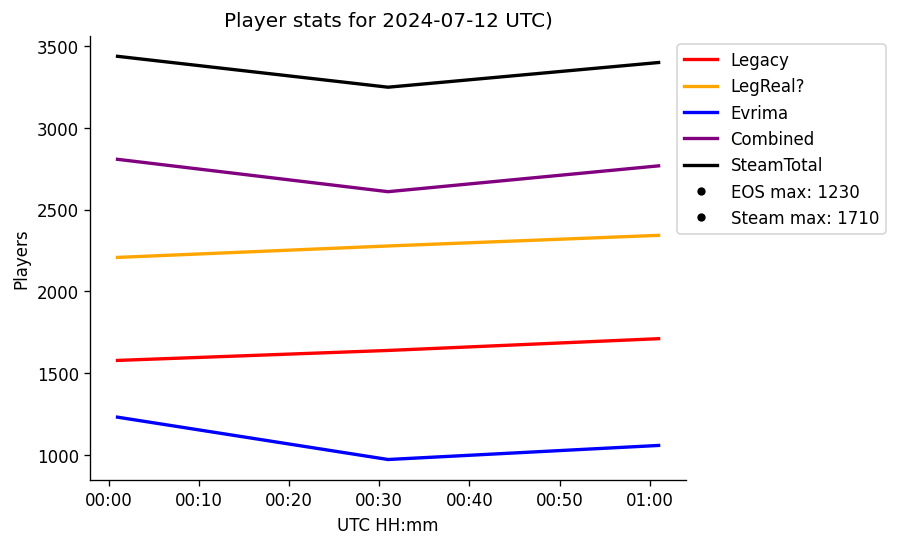 Player stats for 2024-07-12 UTC)
3500
3000
2500
2000
1500
1000
Players
00:00 00:10 00:20 00:30 00:40 00:50 01:00
UTC HH:mm
Legacy
LegReal?
Evrima
Combined
SteamTotal
EOS max: 1230
Steam max: 1710